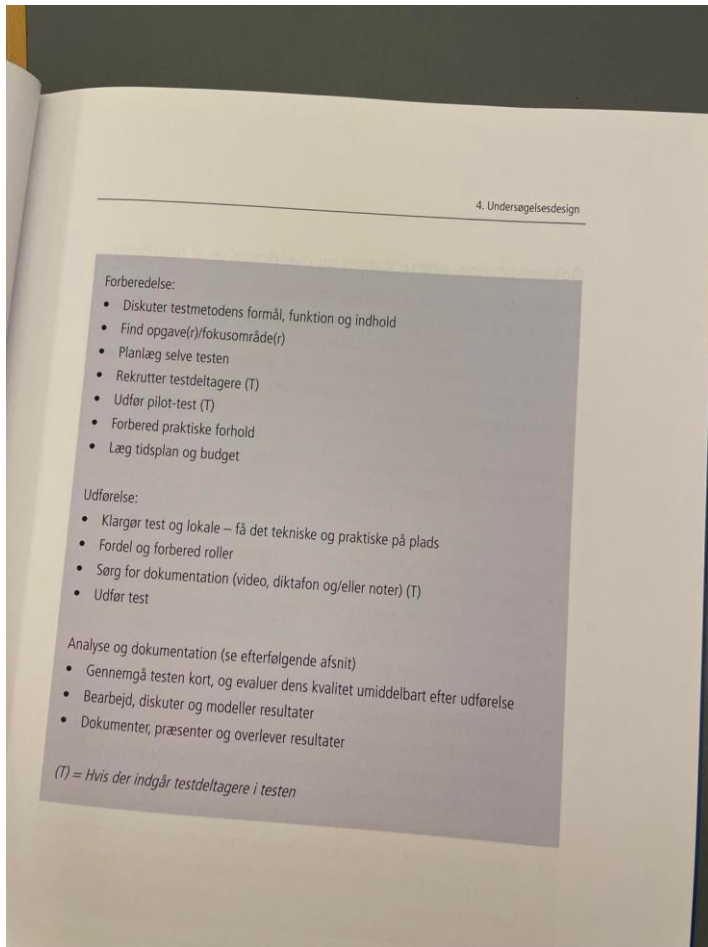 4. Undersøgelsesdesign
Forberedelse:
• Diskuter testmetodens formål, funktion og indhold
• Find opgave(r)/fokusområde(r)
• Planlæg selve testen
• Rekrutter testdeltagere (T)
• Udfør pilot-test (T)
• Forbered praktiske forhold
• Læg tidsplan og budget
Udførelse:
• Klargør test og lokale – få det tekniske og praktiske på plads
• Fordel og forbered roller
• Sørg for dokumentation (video, diktafon og/eller noter) (T)
• Udfør test
Analyse og dokumentation (se efterfølgende afsnit)
• Gennemgå testen kort, og evaluer dens kvalitet umiddelbart efter udførelse
• Bearbejd, diskuter og modeller resultater
• Dokumenter, præsenter og overlever resultater
(T) = Hvis der indgår testdeltagere i testen